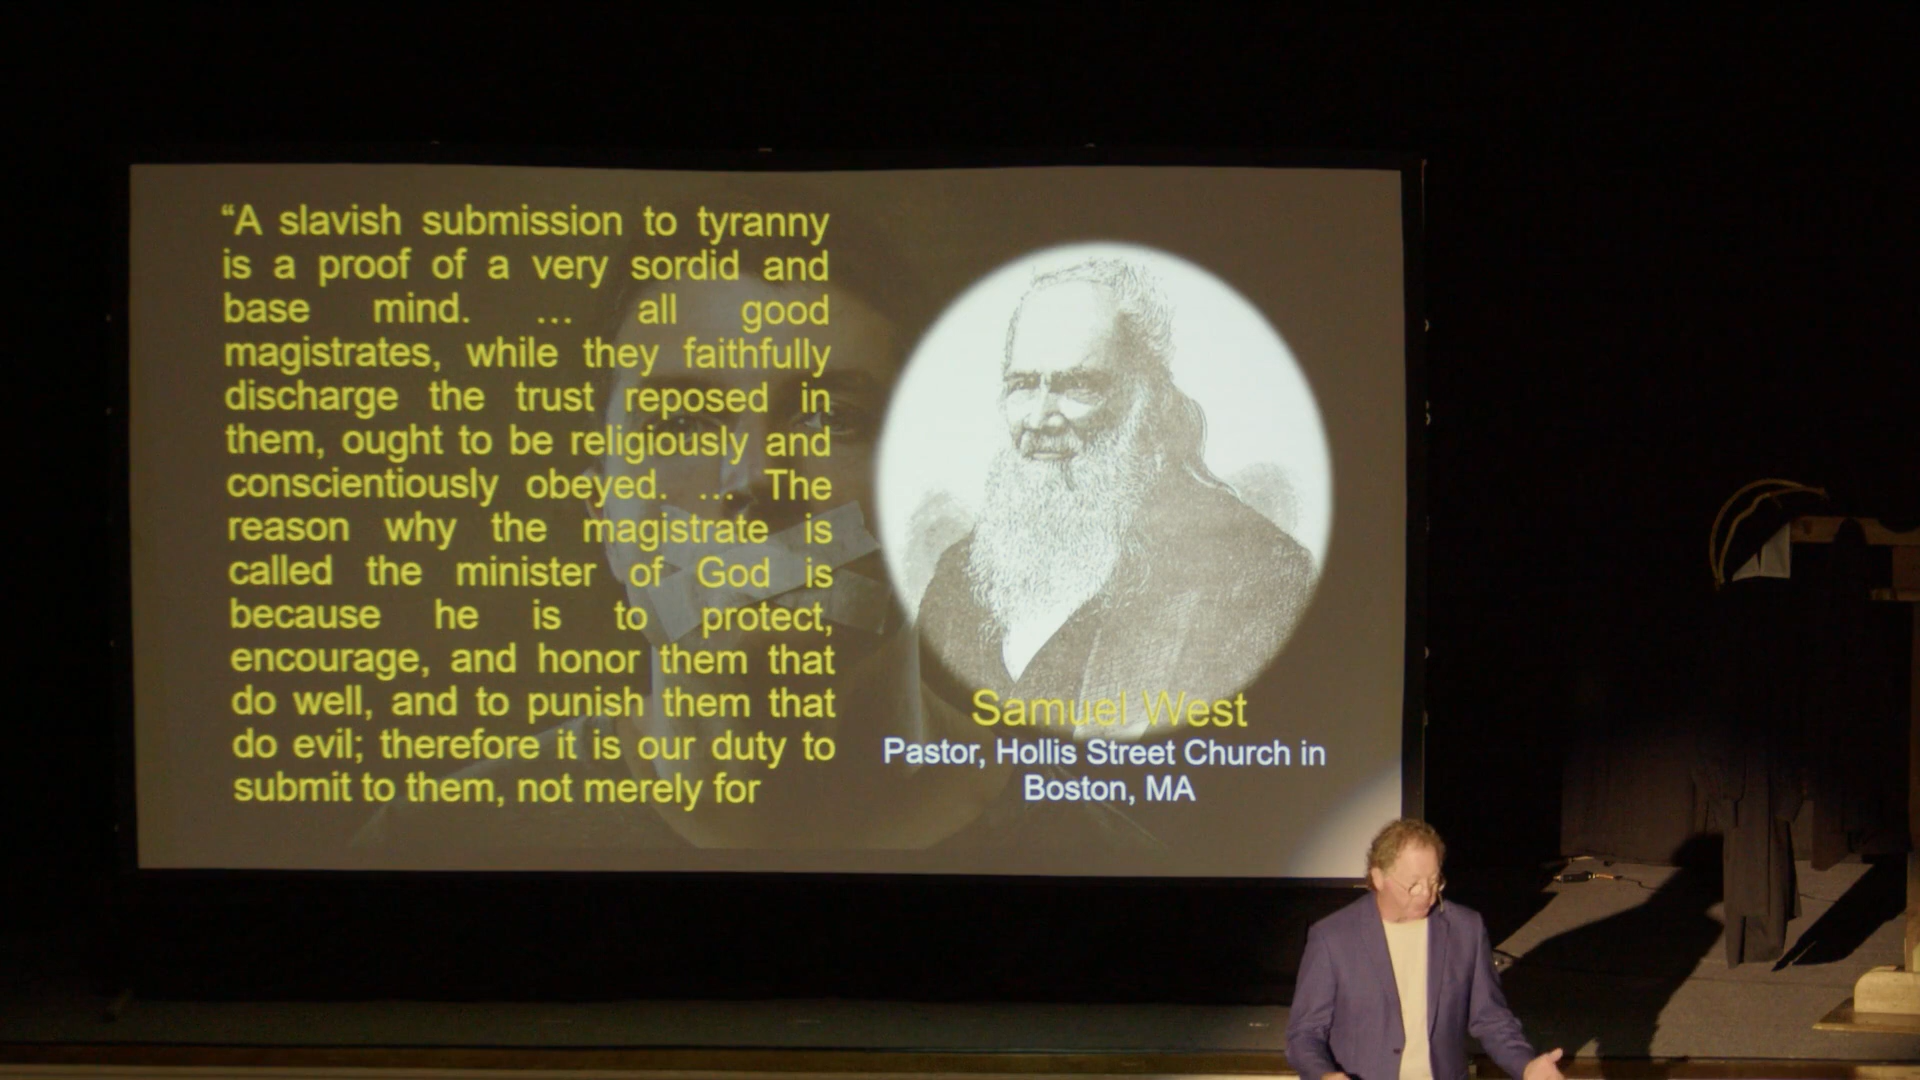 “A slavish submission to tyranny
is a proof of a very sordid and
base mind. ... all good
magistrates, while they faithfully
discharge the trust reposed in
them, ought to be religiously and
conscientiously obeyed. ... The
reason why the magistrate is
called the minister of God is
because he is to protect,
encourage, and honor them that
do well, and to punish them that
do evil; therefore it is our duty to
submit to them, not merely for
Samuel West
Pastor, Hollis Street Church in
Boston, MA